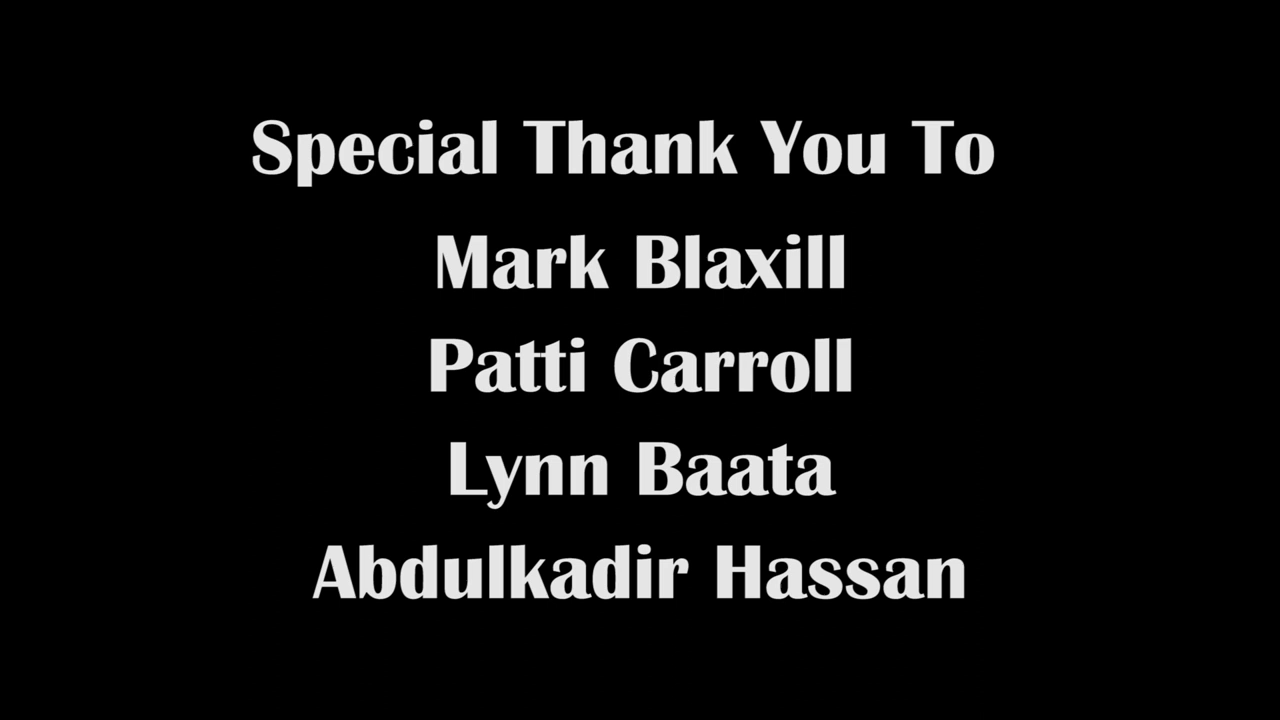 Special Thank You To
Mark Blaxill
Patti Carroll
Lynn Baata
Abdulkadir Hassan